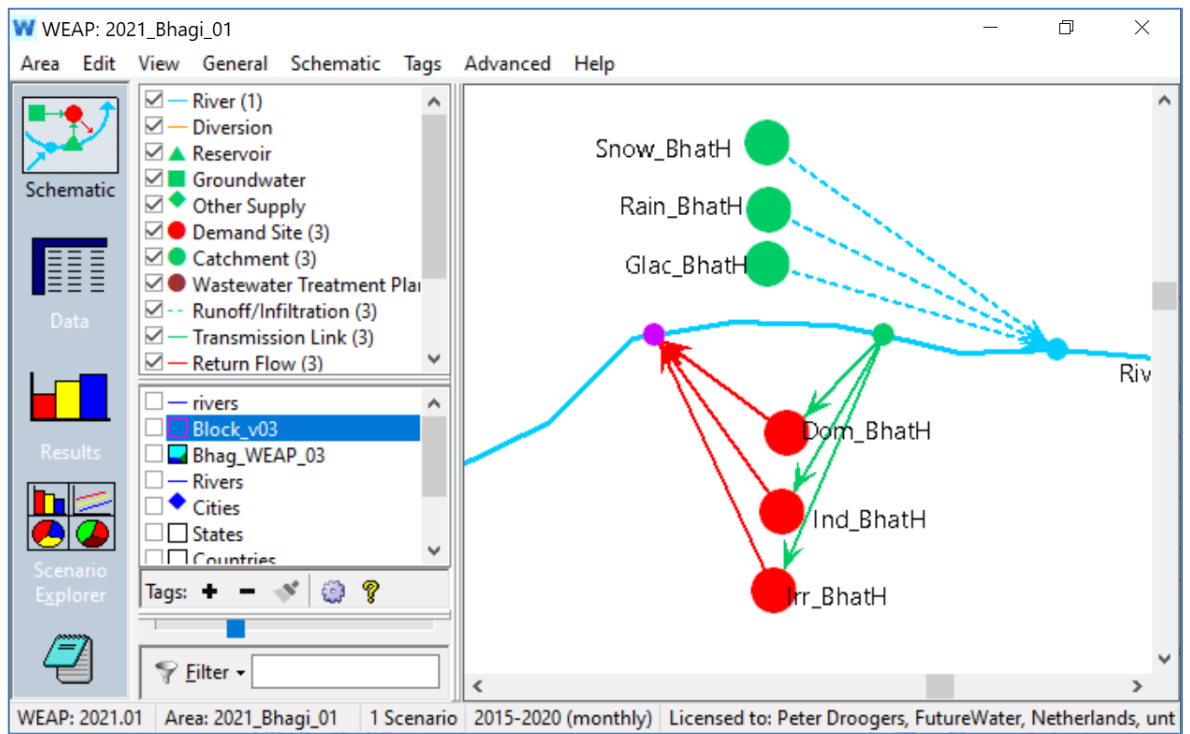 WEAP: 2021_Bhagi_01
Area Edit View General Schematic Tags Advanced Help
Schematic
Data
Results
Scenario
Explorer
River (1)
Diversion
Reservoir
Groundwater
Other Supply
Demand Site (3)
Catchment (3)
Wastewater Treatment Plan
Runoff/Infiltration (3)
Transmission Link (3)
Return Flow (3)
rivers
Block_v03
Bhag_WEAP_03
Rivers
Cities
States
Countries
Tags:
Filter
Snow_BhatH
Rain_BhatH
Glac_BhatH
Riv
Dom_BhatH
Ind_BhatH
Irr_BhatH
WEAP: 2021.01 Area: 2021_Bhagi_01 1 Scenario 2015-2020 (monthly) Licensed to: Peter Droogers, FutureWater, Netherlands, unt